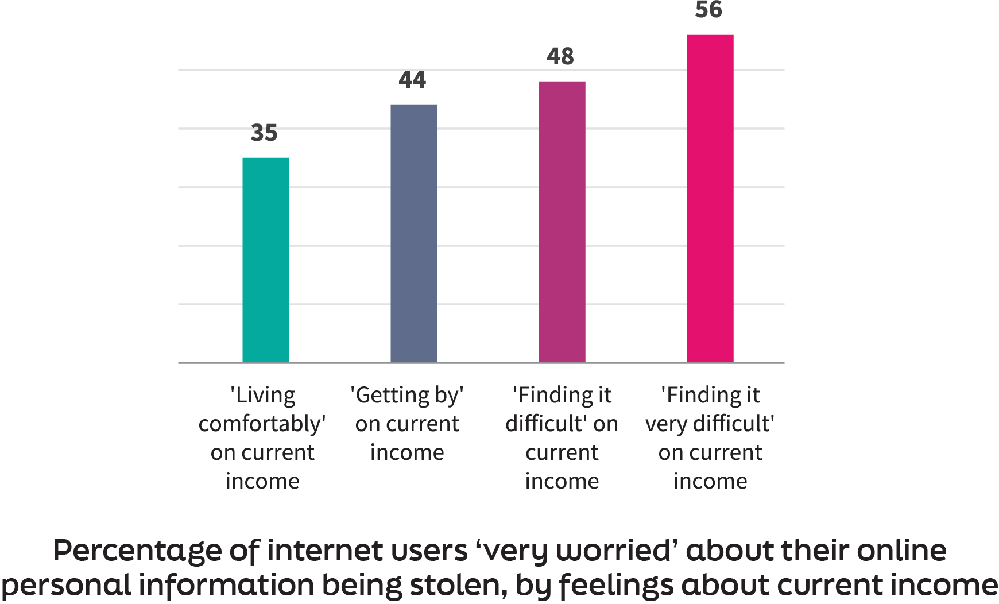 56
48
44
35
'Living
comfortably'
on current
income
'Getting by'
on current
income
'Finding it
difficult' on
current
income
'Finding it
very difficult'
on current
income
Percentage of internet users ‘very worried’ about their online
personal information being stolen, by feelings about current income